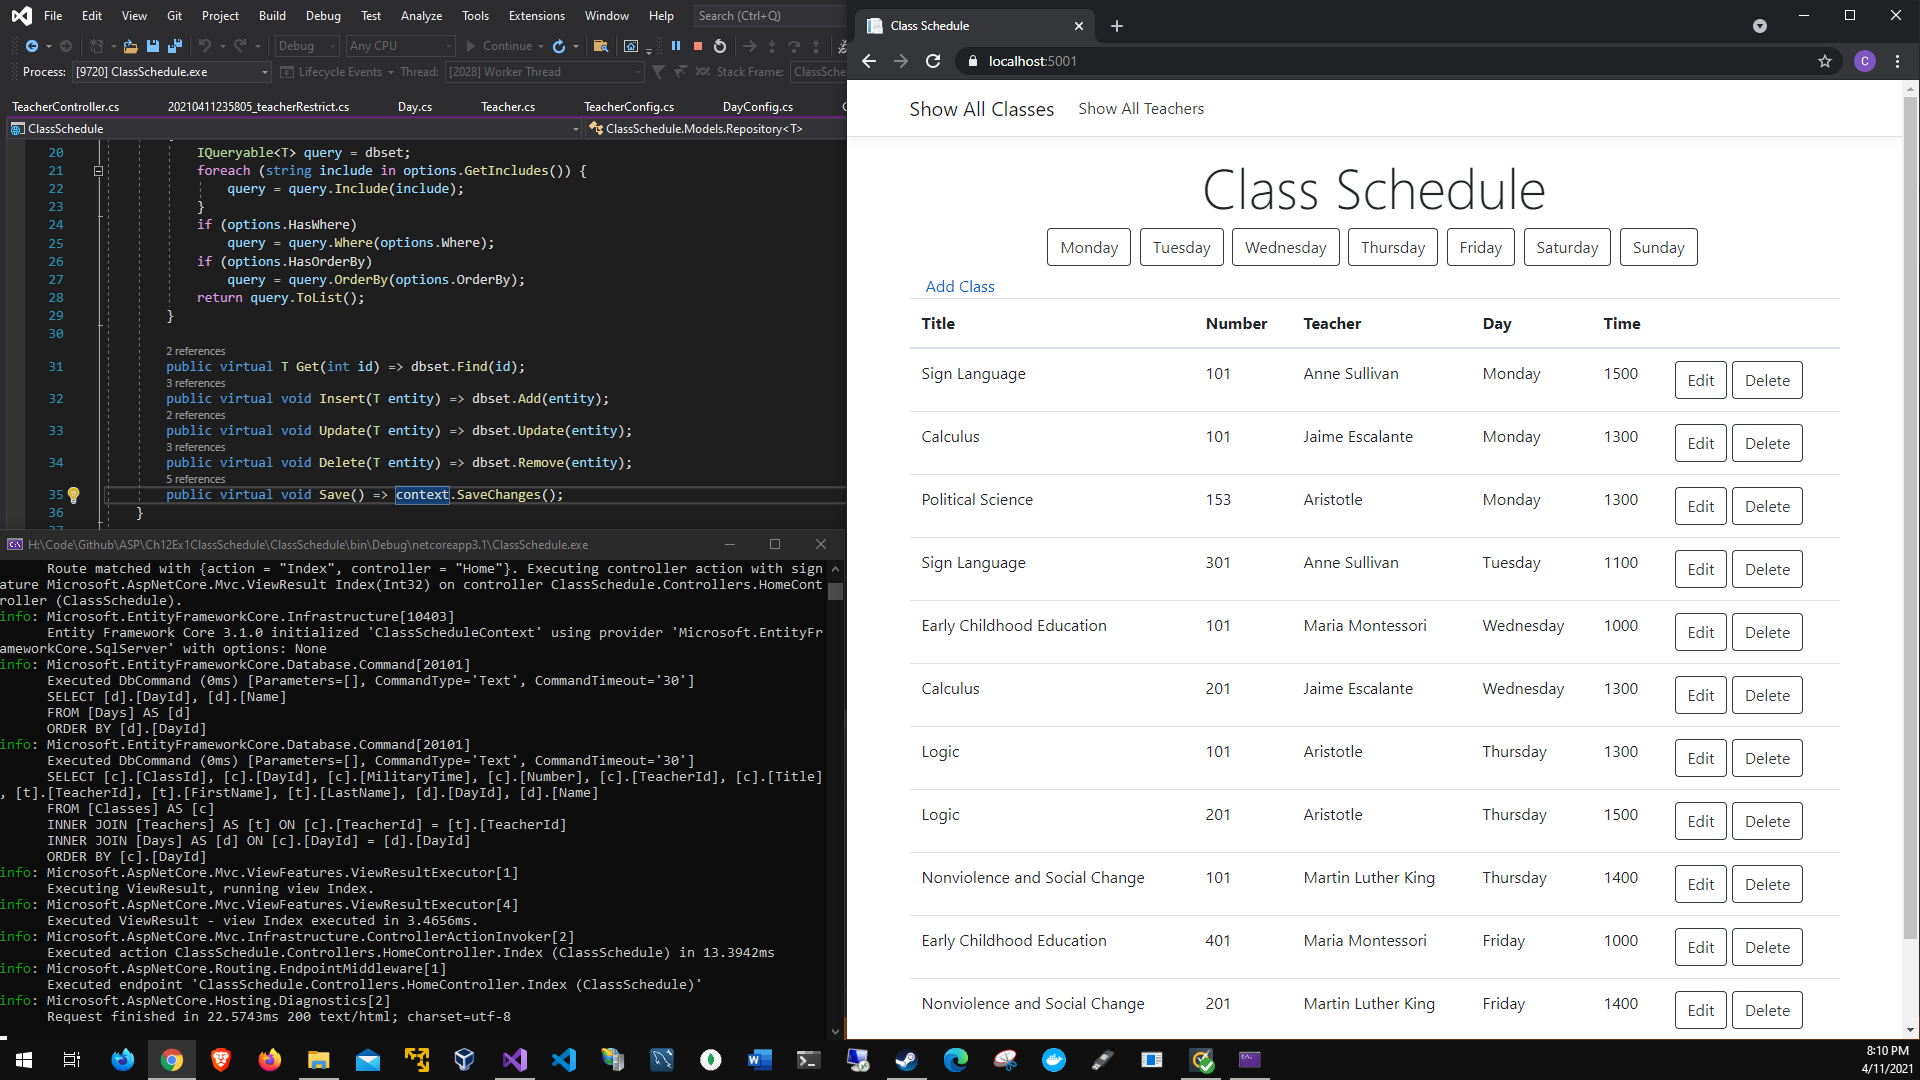 File Edit View Git Project Build Debug Test Analyze Tools Extensions Window Help Search (Ctrl+Q)
Debug Any CPU Continue
Process: [9720] ClassSchedule.exe Lifecycle Events Thread: [2028] Worker Thread Stack Frame: ClassSche
TeacherController.cs 20210411235805_teacherRestrict.cs Day.cs Teacher.cs TeacherConfig.cs DayConfig.cs
ClassSchedule ClassSchedule.Models.Repository<T>
20 IQueryable<T> query = dbset;
21 foreach (string include in options.GetIncludes()) {
22 query = query.Include(include);
23 }
24 if (options.HasWhere)
25 query = query.Where(options.Where);
26 if (options.HasOrderBy)
27 query = query.OrderBy(options.OrderBy);
28 return query.ToList();
29 }
30
2 references
31 public virtual T Get(int id) => dbset.Find(id);
3 references
32 public virtual void Insert(T entity) => dbset.Add(entity);
2 references
33 public virtual void Update(T entity) => dbset.Update(entity);
3 references
34 public virtual void Delete(T entity) => dbset.Remove(entity);
5 references
35 public virtual void Save() => context.SaveChanges();
36 }
H:\Code\Github\ASP\Ch12Ex1ClassSchedule\ClassSchedule\bin\Debug\netcoreapp3.1\ClassSchedule.exe
Route matched with {action = "Index", controller = "Home"}. Executing controller action with sign
ature Microsoft.AspNetCore.Mvc.ViewResult Index(Int32) on controller ClassSchedule.Controllers.HomeCont
roller (ClassSchedule).
info: Microsoft.EntityFrameworkCore.Infrastructure[10403]
Entity Framework Core 3.1.0 initialized 'ClassScheduleContext' using provider 'Microsoft.EntityFr
ameworkCore.SqlServer' with options: None
info: Microsoft.EntityFrameworkCore.Database.Command[20101]
Executed DbCommand (0ms) [Parameters=[], CommandType='Text', CommandTimeout='30']
SELECT [d].[DayId], [d].[Name]
FROM [Days] AS [d]
ORDER BY [d].[DayId]
info: Microsoft.EntityFrameworkCore.Database.Command[20101]
Executed DbCommand (0ms) [Parameters=[], CommandType='Text', CommandTimeout='30']
SELECT [c].[ClassId], [c].[DayId], [c].[MilitaryTime], [c].[Number], [c].[TeacherId], [c].[Title]
, [t].[TeacherId], [t].[FirstName], [t].[LastName], [d].[DayId], [d].[Name]
FROM [Classes] AS [c]
INNER JOIN [Teachers] AS [t] ON [c].[TeacherId] = [t].[TeacherId]
INNER JOIN [Days] AS [d] ON [c].[DayId] = [d].[DayId]
ORDER BY [c].[DayId]
info: Microsoft.AspNetCore.Mvc.ViewFeatures.ViewResultExecutor[1]
Executing ViewResult, running view Index.
info: Microsoft.AspNetCore.Mvc.ViewFeatures.ViewResultExecutor[4]
Executed ViewResult - view Index executed in 3.4656ms.
info: Microsoft.AspNetCore.Mvc.Infrastructure.ControllerActionInvoker[2]
Executed action ClassSchedule.Controllers.HomeController.Index (ClassSchedule) in 13.3942ms
info: Microsoft.AspNetCore.Routing.EndpointMiddleware[1]
Executed endpoint 'ClassSchedule.Controllers.HomeController.Index (ClassSchedule)'
info: Microsoft.AspNetCore.Hosting.Diagnostics[2]
Request finished in 22.5743ms 200 text/html; charset=utf-8
Class Schedule
localhost:5001 C
Show All Classes Show All Teachers
Class Schedule
Monday Tuesday Wednesday Thursday Friday Saturday Sunday
Add Class
Title Number Teacher Day Time
Sign Language 101 Anne Sullivan Monday 1500 Edit Delete
Calculus 101 Jaime Escalante Monday 1300 Edit Delete
Political Science 153 Aristotle Monday 1300 Edit Delete
Sign Language 301 Anne Sullivan Tuesday 1100 Edit Delete
Early Childhood Education 101 Maria Montessori Wednesday 1000 Edit Delete
Calculus 201 Jaime Escalante Wednesday 1300 Edit Delete
Logic 101 Aristotle Thursday 1300 Edit Delete
Logic 201 Aristotle Thursday 1500 Edit Delete
Nonviolence and Social Change 101 Martin Luther King Thursday 1400 Edit Delete
Early Childhood Education 401 Maria Montessori Friday 1000 Edit Delete
Nonviolence and Social Change 201 Martin Luther King Friday 1400 Edit Delete
8:10 PM
4/11/2021